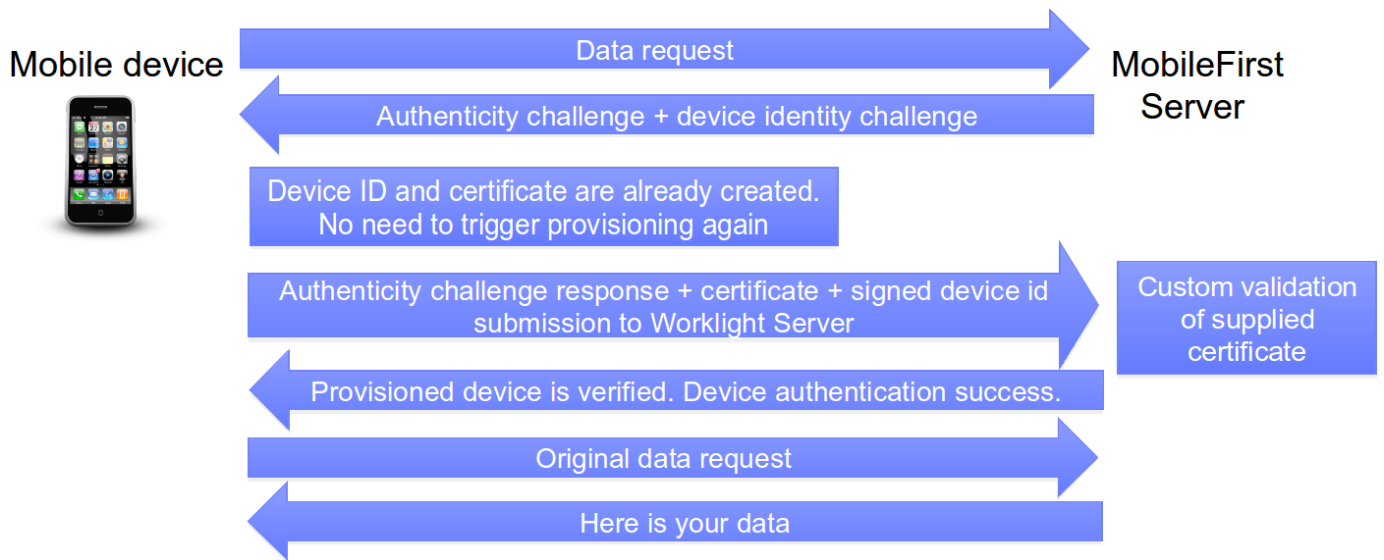 Data request
Mobile device
MobileFirst
Server
Authenticity challenge + device identity challenge
Device ID and certificate are already created.
No need to trigger provisioning again
Authenticity challenge response + certificate + signed device id
submission to Worklight Server
Custom validation
of supplied
certificate
Provisioned device is verified. Device authentication success.
Original data request
Here is your data